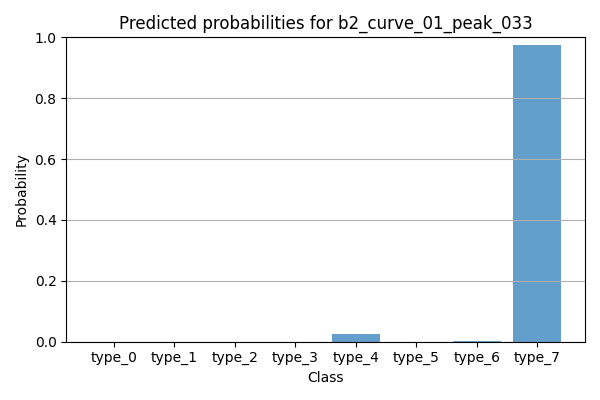 Predicted probabilities for b2_curve_01_peak_033
Probability
1.0
0.8
0.6
0.4
0.2
0.0
type_0 type_1 type_2 type_3 type_4 type_5 type_6 type_7
Class